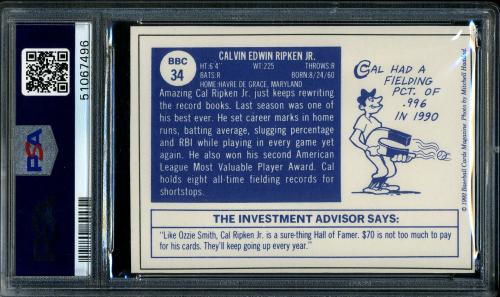 51067496
PSA
BBC
34
CALVIN EDWIN RIPKEN JR.
HT:6'4" WT:225 THROWS:R
BATS:R BORN:8/24/60
HOME:HAVRE DE GRACE, MARYLAND
Amazing Cal Ripken Jr. just keeps rewriting
the record books. Last season was one
of his best ever. He set career marks in home
runs, batting average, slugging percentage
and RBI while playing in every game yet
again. He also won his second American
League Most Valuable Player Award. Cal
holds eight all-time fielding records for
shortstops.
CAL HAD A
FIELDING
PCT. OF
.996
IN 1990
© 1992 Baseball Cards Magazine. Photo by Mitchell
THE INVESTMENT ADVISOR SAYS:
"Like Ozzie Smith, Cal Ripken Jr. is a sure-thing Hall of Famer. $70 is not too much to pay
for his cards. They'll keep going up every year."